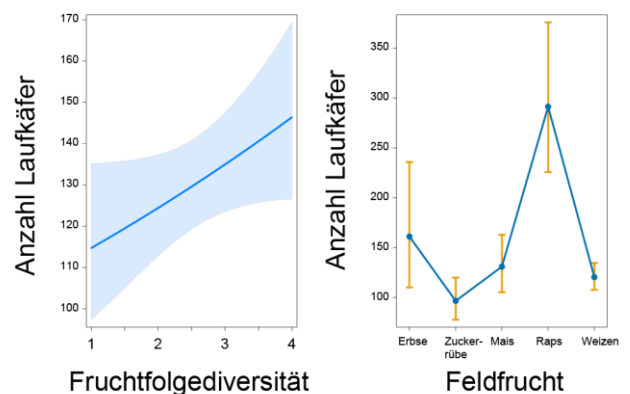 Anzahl Laufkäfer
170
160
150
140
130
120
110
100
1
2
3
4
Fruchtfolgediversität
Anzahl Laufkäfer
350
300
250
200
150
100
Erbse
Zucker-
rübe
Mais
Raps
Weizen
Feldfrucht